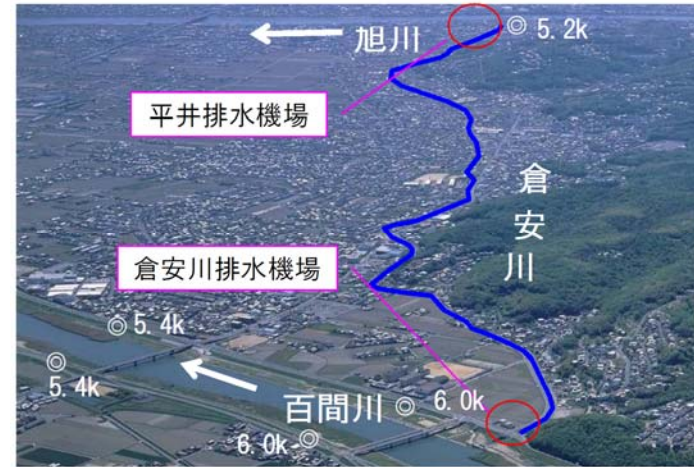 旭川
◎ 5.2k
平井排水機場
倉安川
倉安川排水機場
◎ 5.4k
◎
5.4k
百間川 ◎ 6.0k
6.0k ◎